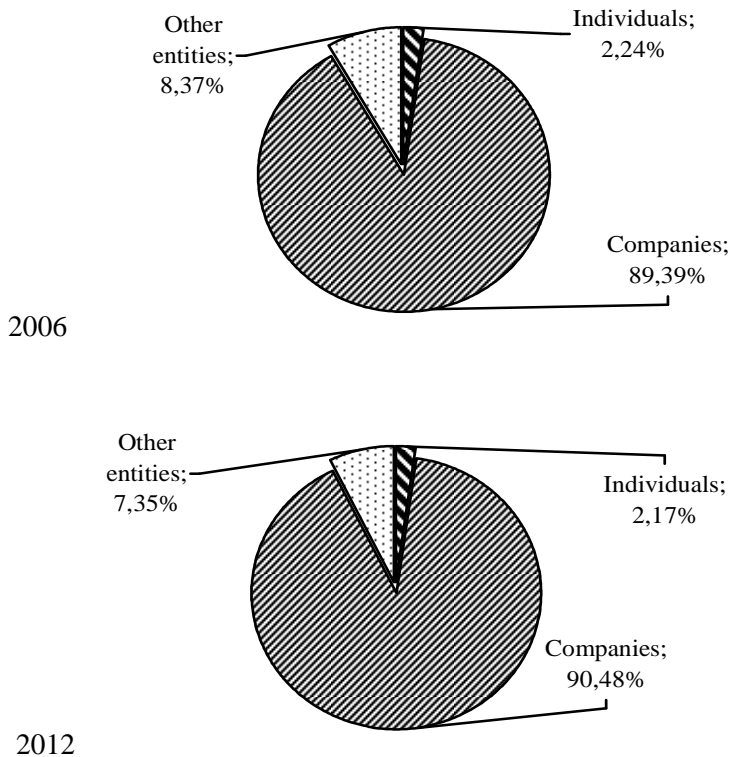 Other
entities;
8,37%
Individuals;
2,24%
Companies;
89,39%
2006
Other
entities;
7,35%
Individuals;
2,17%
Companies;
90,48%
2012